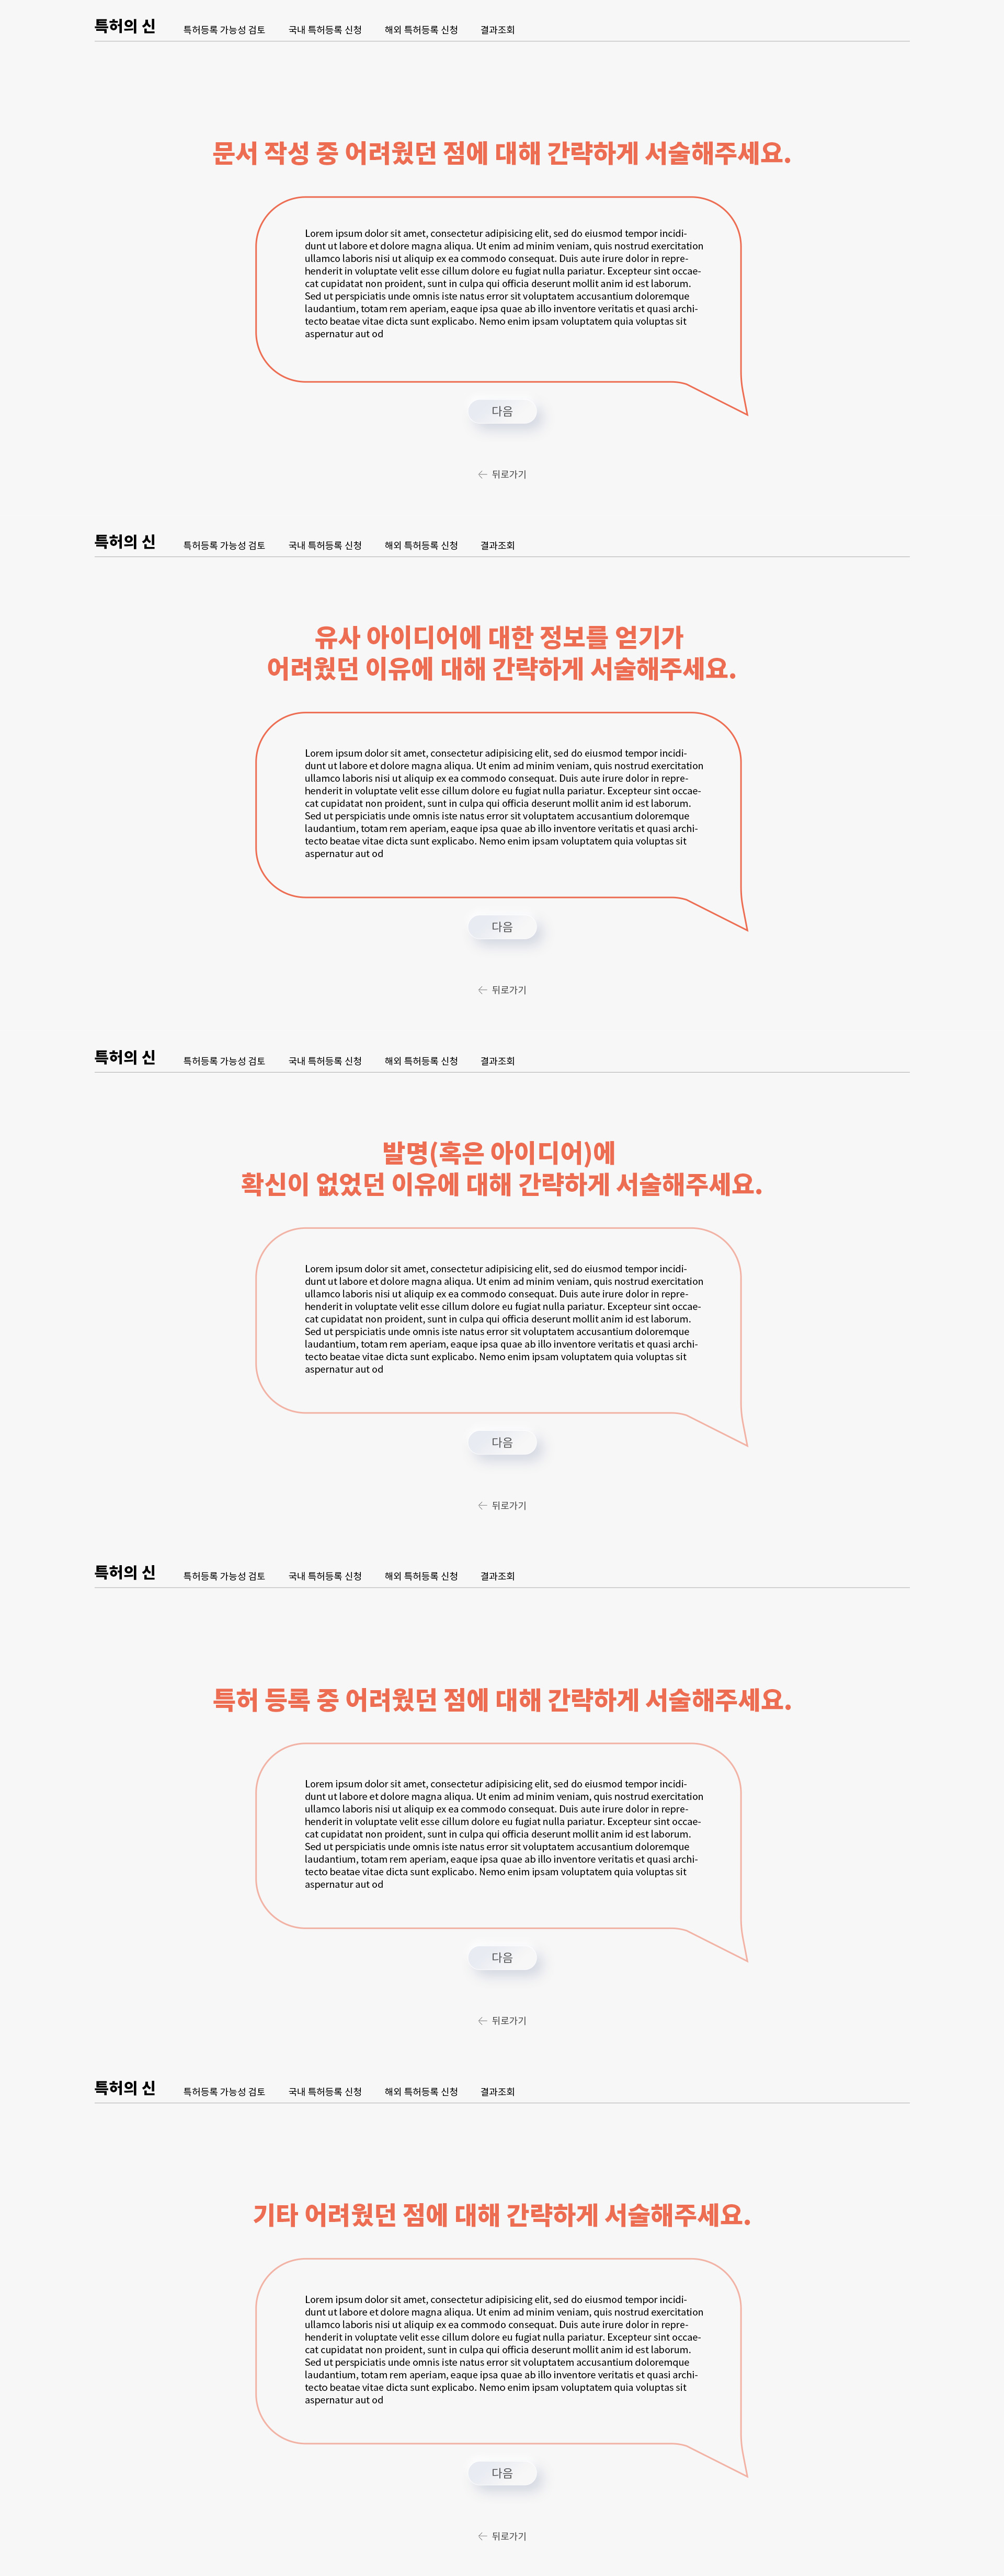 특허의 신 특허등록 가능성 검토 국내 특허등록 신청 해외 특허등록 신청 결과조회
문서 작성 중 어려웠던 점에 대해 간략하게 서술해주세요.
Lorem ipsum dolor sit amet, consectetur adipisicing elit, sed do eiusmod tempor incidi-
dunt ut labore et dolore magna aliqua. Ut enim ad minim veniam, quis nostrud exercitation
ullamco laboris nisi ut aliquip ex ea commodo consequat. Duis aute irure dolor in repre-
henderit in voluptate velit esse cillum dolore eu fugiat nulla pariatur. Excepteur sint occae-
cat cupidatat non proident, sunt in culpa qui officia deserunt mollit anim id est laborum.
Sed ut perspiciatis unde omnis iste natus error sit voluptatem accusantium doloremque
laudantium, totam rem aperiam, eaque ipsa quae ab illo inventore veritatis et quasi archi-
tecto beatae vitae dicta sunt explicabo. Nemo enim ipsam voluptatem quia voluptas sit
aspernatur aut od
다음
← 뒤로가기
특허의 신 특허등록 가능성 검토 국내 특허등록 신청 해외 특허등록 신청 결과조회
유사 아이디어에 대한 정보를 얻기가
어려웠던 이유에 대해 간략하게 서술해주세요.
Lorem ipsum dolor sit amet, consectetur adipisicing elit, sed do eiusmod tempor incidi-
dunt ut labore et dolore magna aliqua. Ut enim ad minim veniam, quis nostrud exercitation
ullamco laboris nisi ut aliquip ex ea commodo consequat. Duis aute irure dolor in repre-
henderit in voluptate velit esse cillum dolore eu fugiat nulla pariatur. Excepteur sint occae-
cat cupidatat non proident, sunt in culpa qui officia deserunt mollit anim id est laborum.
Sed ut perspiciatis unde omnis iste natus error sit voluptatem accusantium doloremque
laudantium, totam rem aperiam, eaque ipsa quae ab illo inventore veritatis et quasi archi-
tecto beatae vitae dicta sunt explicabo. Nemo enim ipsam voluptatem quia voluptas sit
aspernatur aut od
다음
← 뒤로가기
특허의 신 특허등록 가능성 검토 국내 특허등록 신청 해외 특허등록 신청 결과조회
발명(혹은 아이디어)에
확신이 없었던 이유에 대해 간략하게 서술해주세요.
Lorem ipsum dolor sit amet, consectetur adipisicing elit, sed do eiusmod tempor incidi-
dunt ut labore et dolore magna aliqua. Ut enim ad minim veniam, quis nostrud exercitation
ullamco laboris nisi ut aliquip ex ea commodo consequat. Duis aute irure dolor in repre-
henderit in voluptate velit esse cillum dolore eu fugiat nulla pariatur. Excepteur sint occae-
cat cupidatat non proident, sunt in culpa qui officia deserunt mollit anim id est laborum.
Sed ut perspiciatis unde omnis iste natus error sit voluptatem accusantium doloremque
laudantium, totam rem aperiam, eaque ipsa quae ab illo inventore veritatis et quasi archi-
tecto beatae vitae dicta sunt explicabo. Nemo enim ipsam voluptatem quia voluptas sit
aspernatur aut od
다음
← 뒤로가기
특허의 신 특허등록 가능성 검토 국내 특허등록 신청 해외 특허등록 신청 결과조회
특허 등록 중 어려웠던 점에 대해 간략하게 서술해주세요.
Lorem ipsum dolor sit amet, consectetur adipisicing elit, sed do eiusmod tempor incidi-
dunt ut labore et dolore magna aliqua. Ut enim ad minim veniam, quis nostrud exercitation
ullamco laboris nisi ut aliquip ex ea commodo consequat. Duis aute irure dolor in repre-
henderit in voluptate velit esse cillum dolore eu fugiat nulla pariatur. Excepteur sint occae-
cat cupidatat non proident, sunt in culpa qui officia deserunt mollit anim id est laborum.
Sed ut perspiciatis unde omnis iste natus error sit voluptatem accusantium doloremque
laudantium, totam rem aperiam, eaque ipsa quae ab illo inventore veritatis et quasi archi-
tecto beatae vitae dicta sunt explicabo. Nemo enim ipsam voluptatem quia voluptas sit
aspernatur aut od
다음
← 뒤로가기
특허의 신 특허등록 가능성 검토 국내 특허등록 신청 해외 특허등록 신청 결과조회
기타 어려웠던 점에 대해 간략하게 서술해주세요.
Lorem ipsum dolor sit amet, consectetur adipisicing elit, sed do eiusmod tempor incidi-
dunt ut labore et dolore magna aliqua. Ut enim ad minim veniam, quis nostrud exercitation
ullamco laboris nisi ut aliquip ex ea commodo consequat. Duis aute irure dolor in repre-
henderit in voluptate velit esse cillum dolore eu fugiat nulla pariatur. Excepteur sint occae-
cat cupidatat non proident, sunt in culpa qui officia deserunt mollit anim id est laborum.
Sed ut perspiciatis unde omnis iste natus error sit voluptatem accusantium doloremque
laudantium, totam rem aperiam, eaque ipsa quae ab illo inventore veritatis et quasi archi-
tecto beatae vitae dicta sunt explicabo. Nemo enim ipsam voluptatem quia voluptas sit
aspernatur aut od
다음
← 뒤로가기